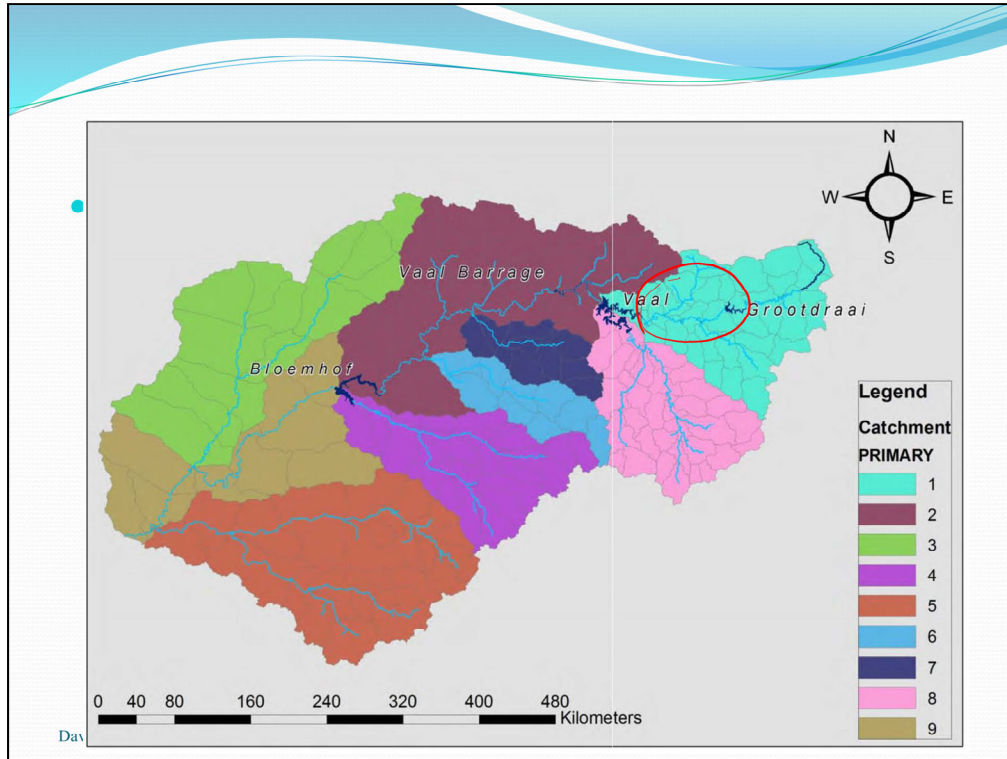 N
W E
S
Vaal Barrage
Vaal
Grootdraai
Bloemhof
Legend
Catchment
PRIMARY
1
2
3
4
5
6
7
8
9
0 40 80 160 240 320 400 480
Kilometers